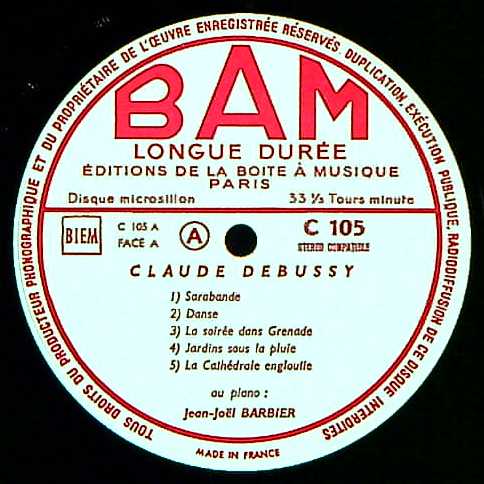 TOUS DROITS DU PRODUCTEUR PHONOGRAPHIQUE ET DU PROPRIÉTAIRE DE L'ŒUVRE ENREGISTRÉE RÉSERVÉS. DUPLICATION, EXÉCUTION PUBLIQUE, RADIODIFFUSION DE CE DISQUE INTERDITES
BAM
LONGUE DURÉE
ÉDITIONS DE LA BOITE À MUSIQUE
PARIS
Disque microsillon 33 1/3 Tours minute
BIEM
C 105 A
FACE A
A
C 105
STEREO COMPATIBLE
CLAUDE DEBUSSY
1) Sarabande
2) Danse
3) La soirée dans Grenade
4) Jardins sous la pluie
5) La Cathédrale engloutie
au piano :
Jean-Joël BARBIER
MADE IN FRANCE